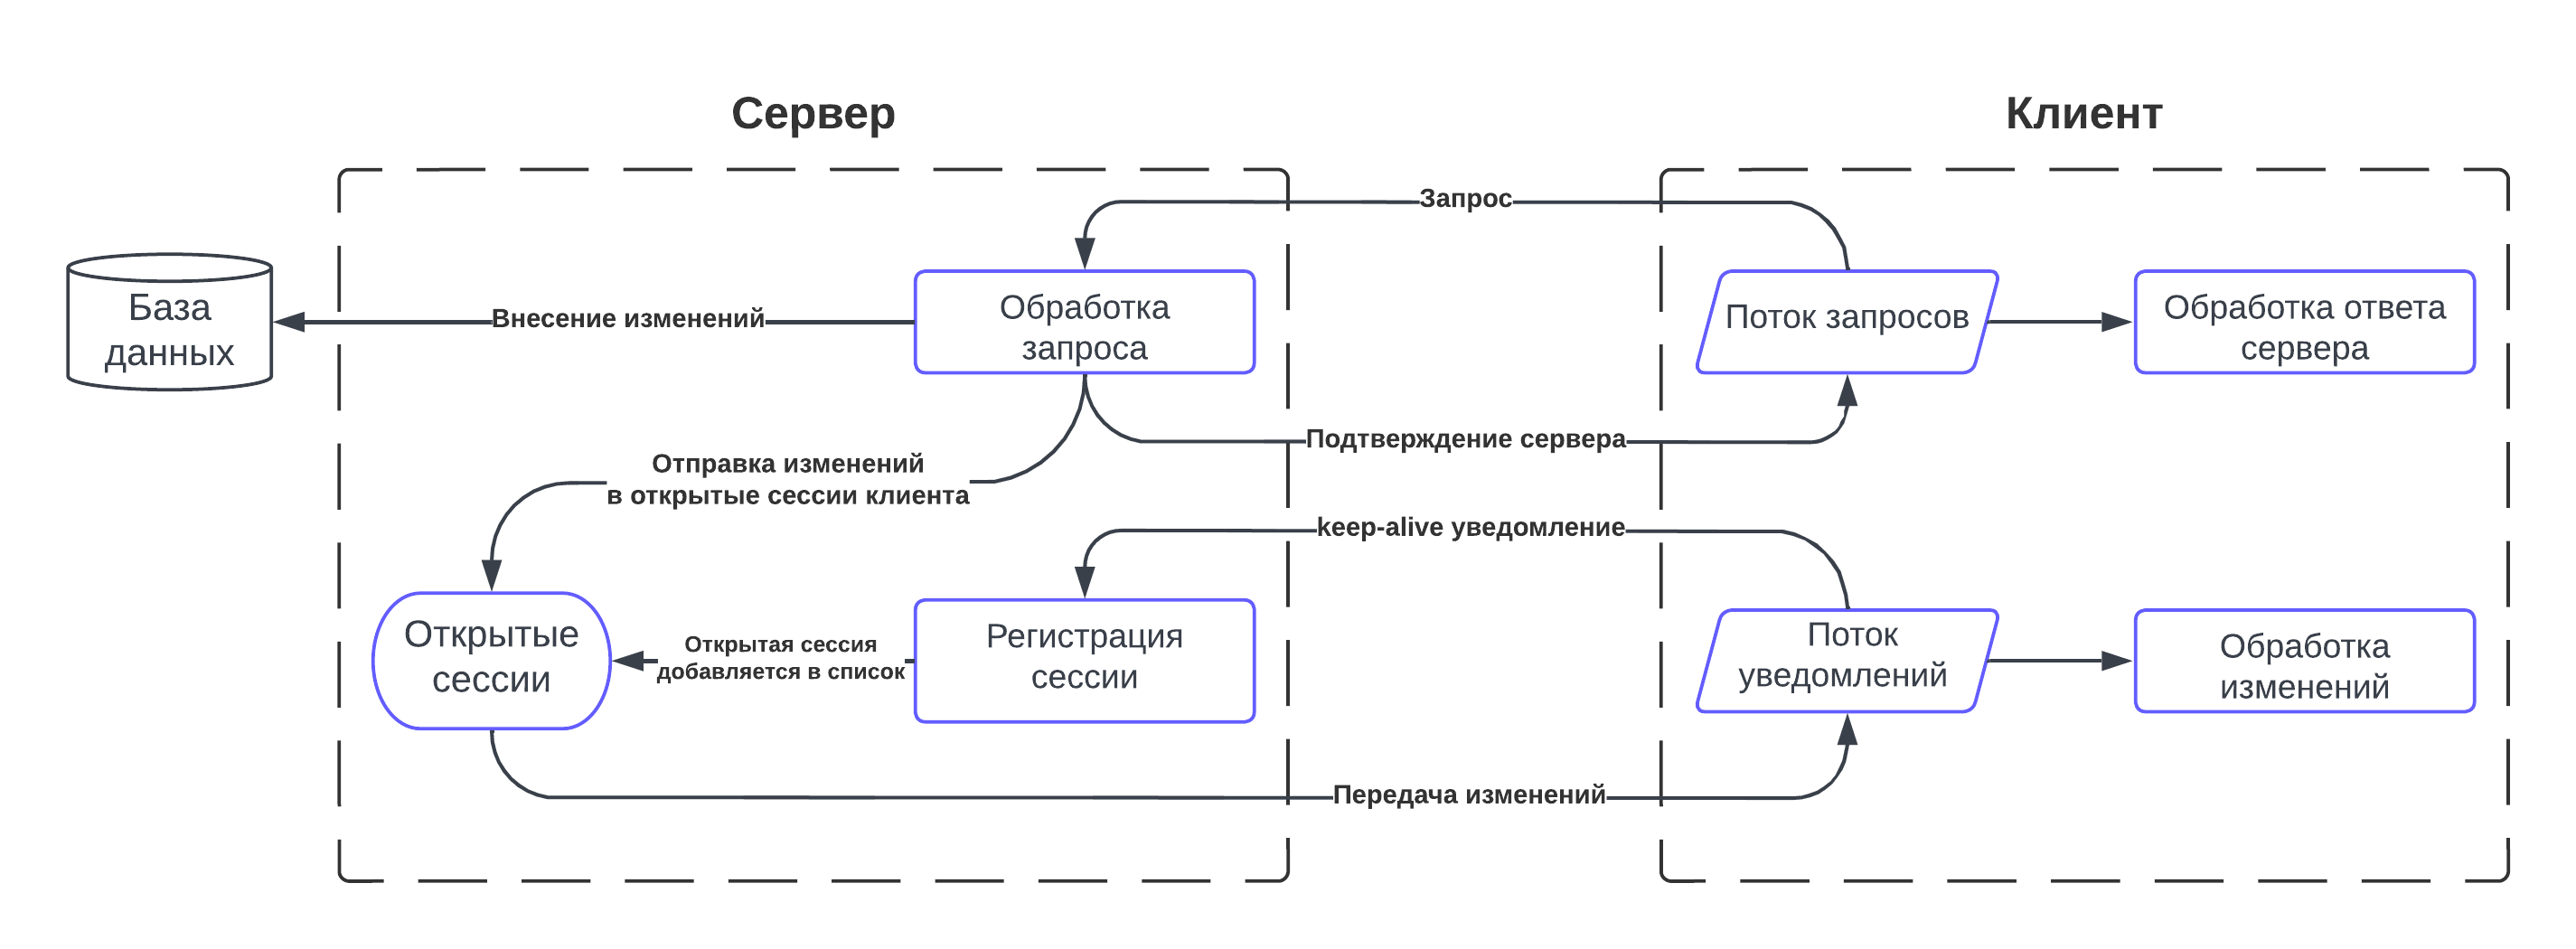 Сервер
Клиент
Запрос
База
данных
Внесение изменений
Обработка
запроса
Поток запросов
Обработка ответа
сервера
Подтверждение сервера
Отправка изменений
в открытые сессии клиента
keep-alive уведомление
Открытые
сессии
Открытая сессия
добавляется в список
Регистрация
сессии
Поток
уведомлений
Обработка
изменений
Передача изменений